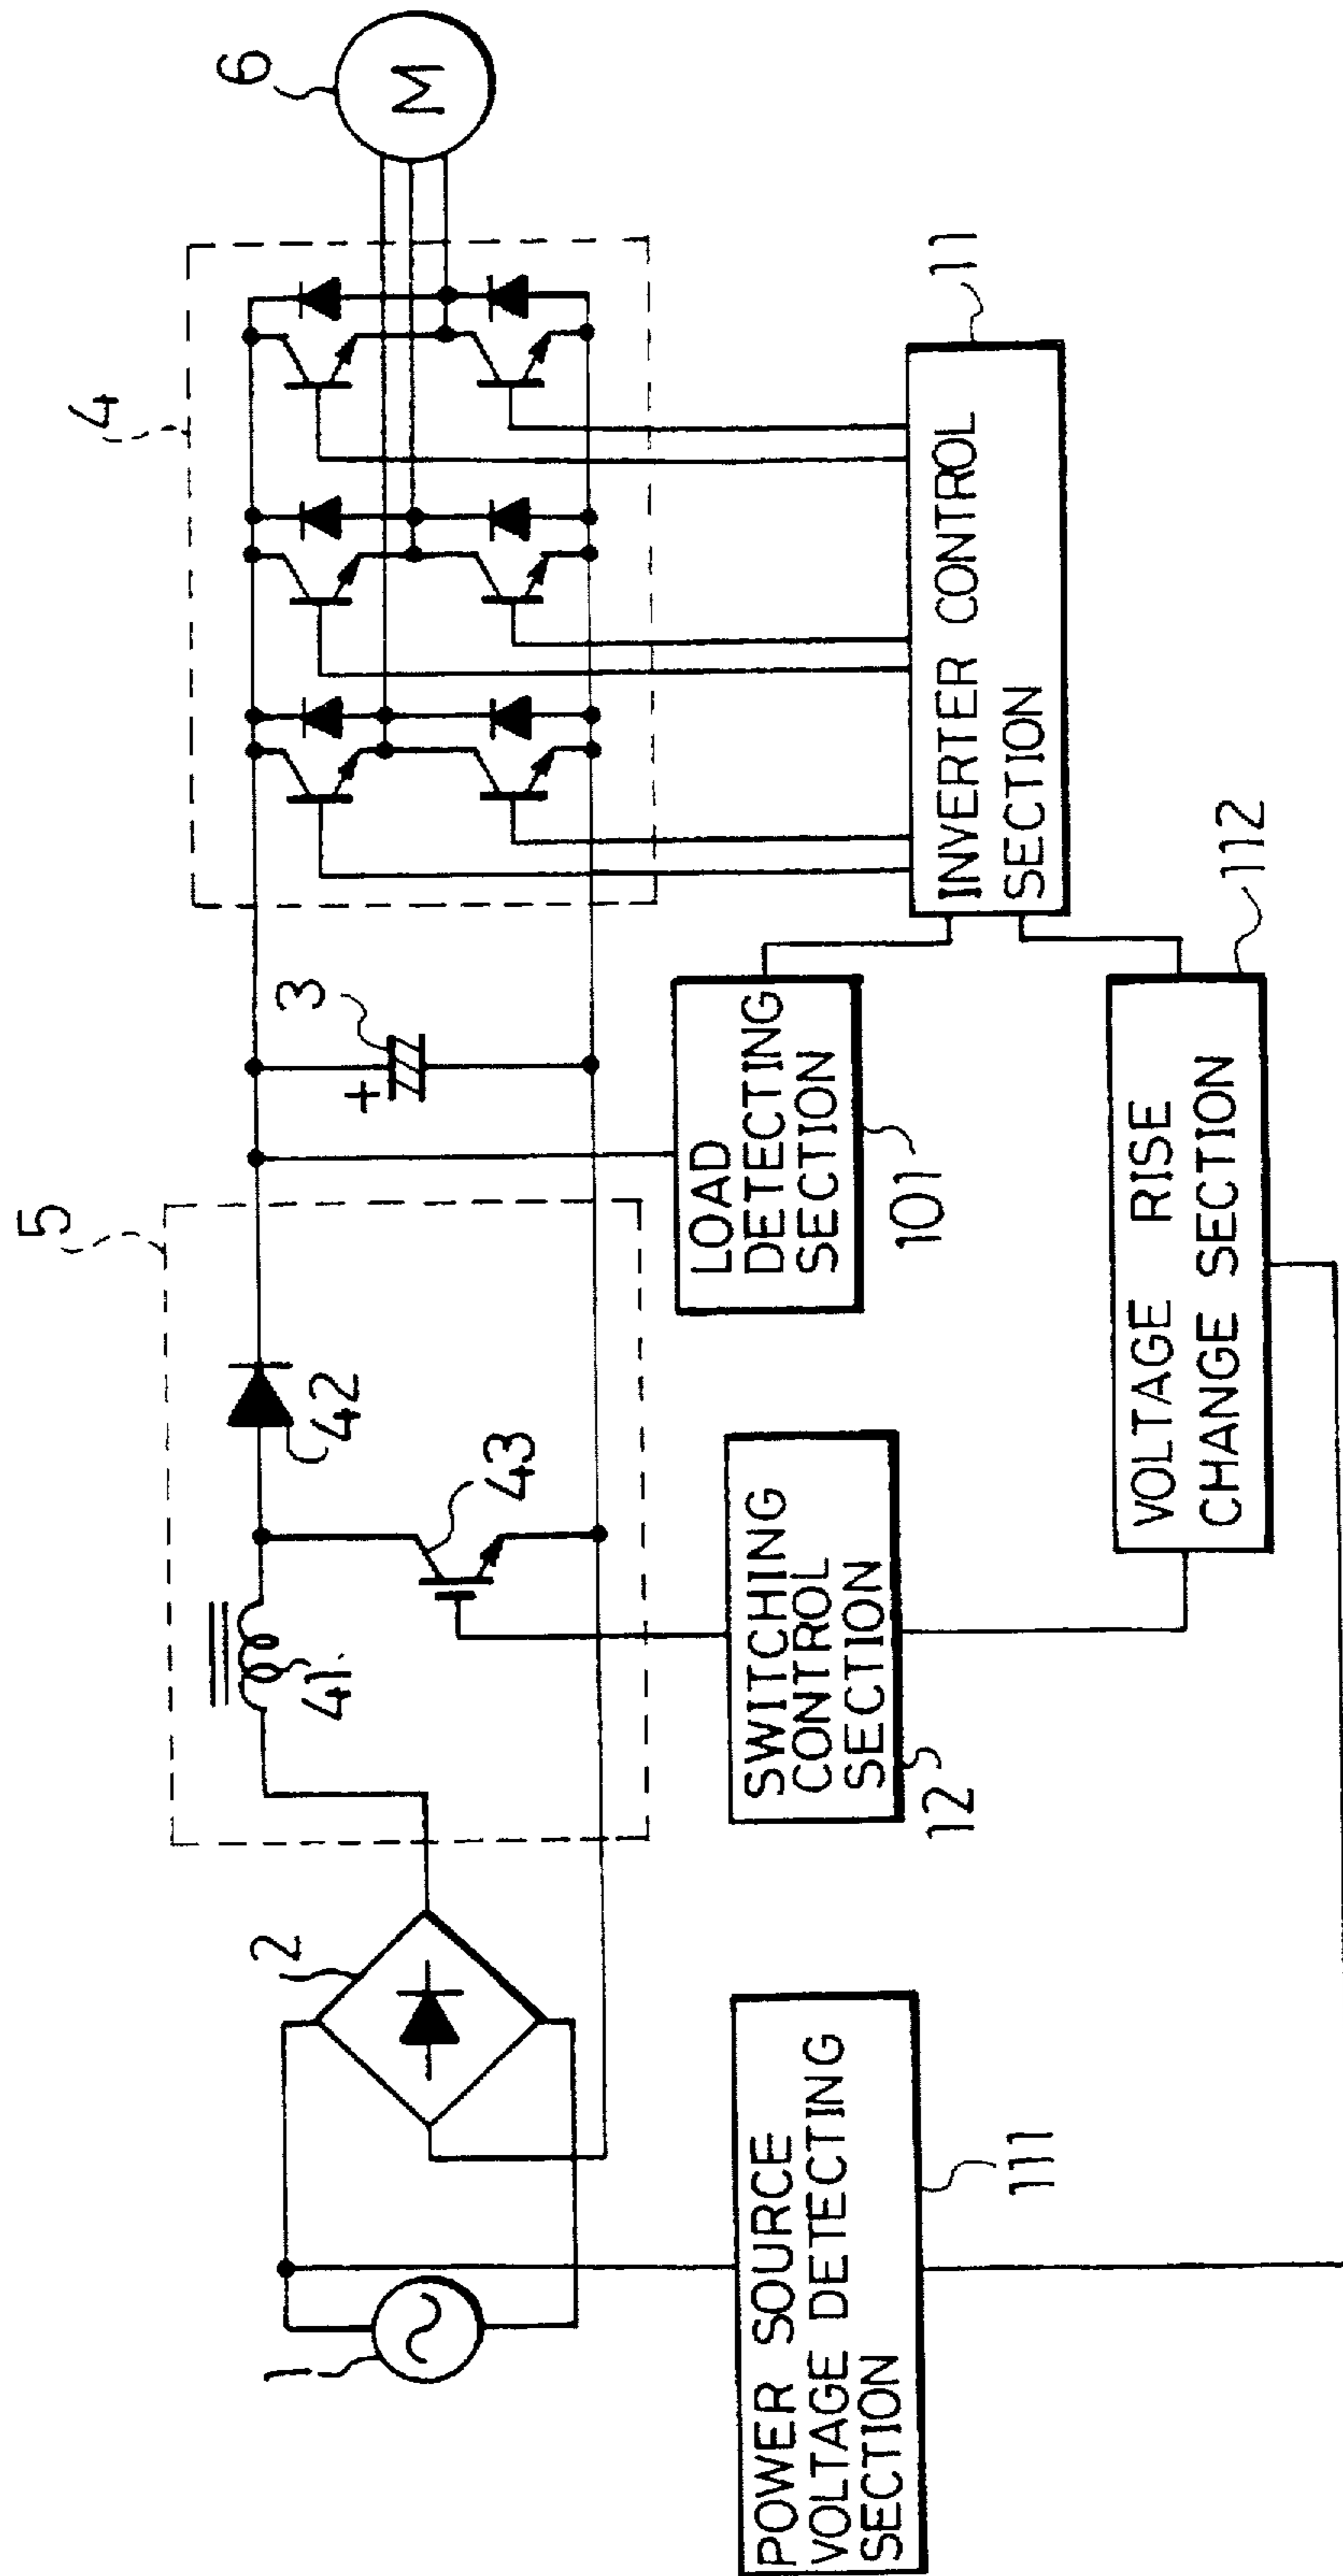 5
4
6
M
2
3
41
42
43
1
POWER SOURCE
VOLTAGE DETECTING
SECTION
111
SWITCHING
CONTROL
SECTION
12
LOAD
DETECTING
SECTION
101
INVERTER CONTROL
SECTION
11
VOLTAGE RISE
CHANGE SECTION
112
+